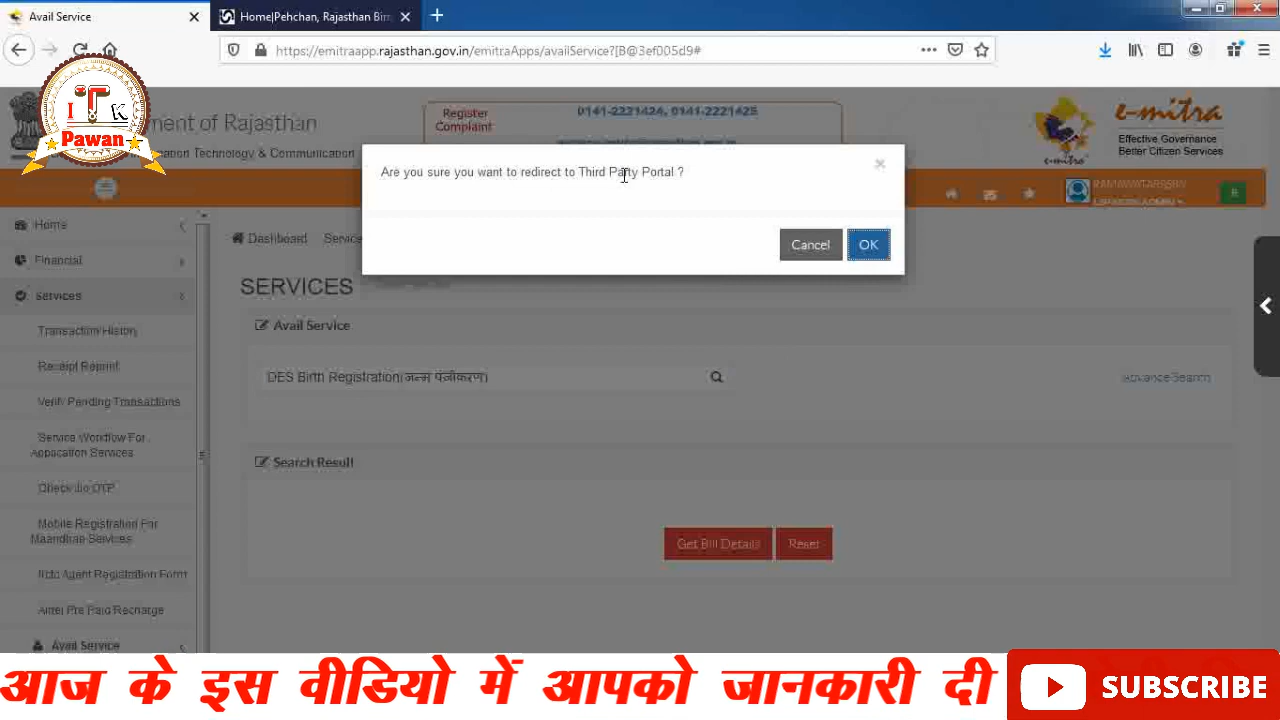 Avail Service
Home|Pehchan, Rajasthan Bir
https://emitraapp.rajasthan.gov.in/emitraApps/availService?[B@3ef005d9#
I T K
Pawan
ment of Rajasthan
Technology & Communication
Register
Complaint
0141-2221424, 0141-2221425
e-mitra
Effective Governance
Better Citizen Services
e-mitra
Are you sure you want to redirect to Third Party Portal ?
Cancel
OK
Home
Financial
Services
Transaction History
Receipt Reprint
Verify Pending Transactions
Service Workflow For
Application Services
Check Jio OTP
Mobile Registration For
Maandhan Services
Kids Agent Registration Form
Airtel Pre Paid Recharge
Avail Service
Dashboard
SERVICES
Avail Service
DES Birth Registration(जन्म पंजीकरण)
Advance Search
Search Result
Get Bill Details
Reset
आज के इस वीडियो में आपको जानकारी दी
SUBSCRIBE